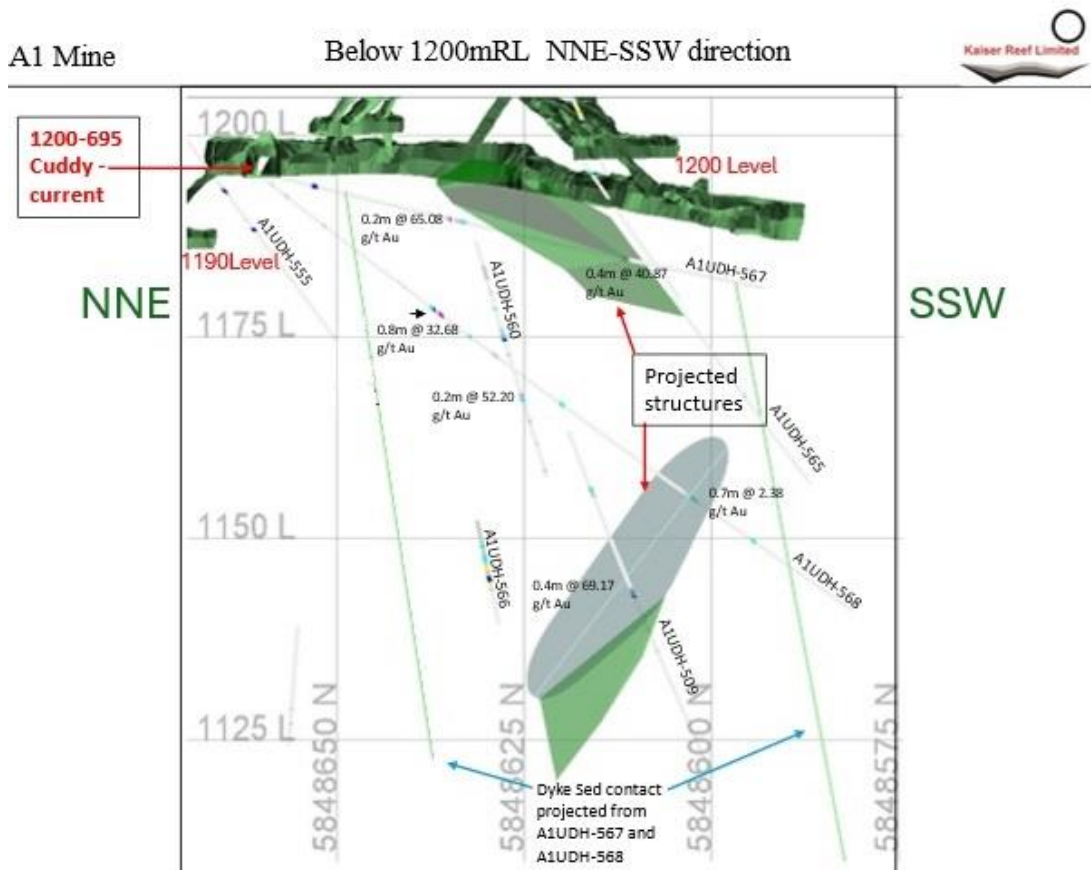 A1 Mine
Below 1200mRL NNE-SSW direction
Kaiser Reef Limited
1200 L
1200-695
Cuddy -
current
1200 Level
0.2m @ 65.08
g/t Au
A1UDH-555
1190Level
A1UDH-560
A1UDH-567
0.4m @ 40.87
g/t Au
NNE
SSW
1175 L
0.8m @ 32.68
g/t Au
Projected
structures
0.2m @ 52.20
g/t Au
A1UDH-565
0.7m @ 2.38
g/t Au
1150 L
A1UDH-566
A1UDH-568
0.4m @ 69.17
g/t Au
A1UDH-509
1125 L
5848650 N
5848625 N
5848600 N
5848575 N
Dyke Sed contact
projected from
A1UDH-567 and
A1UDH-568